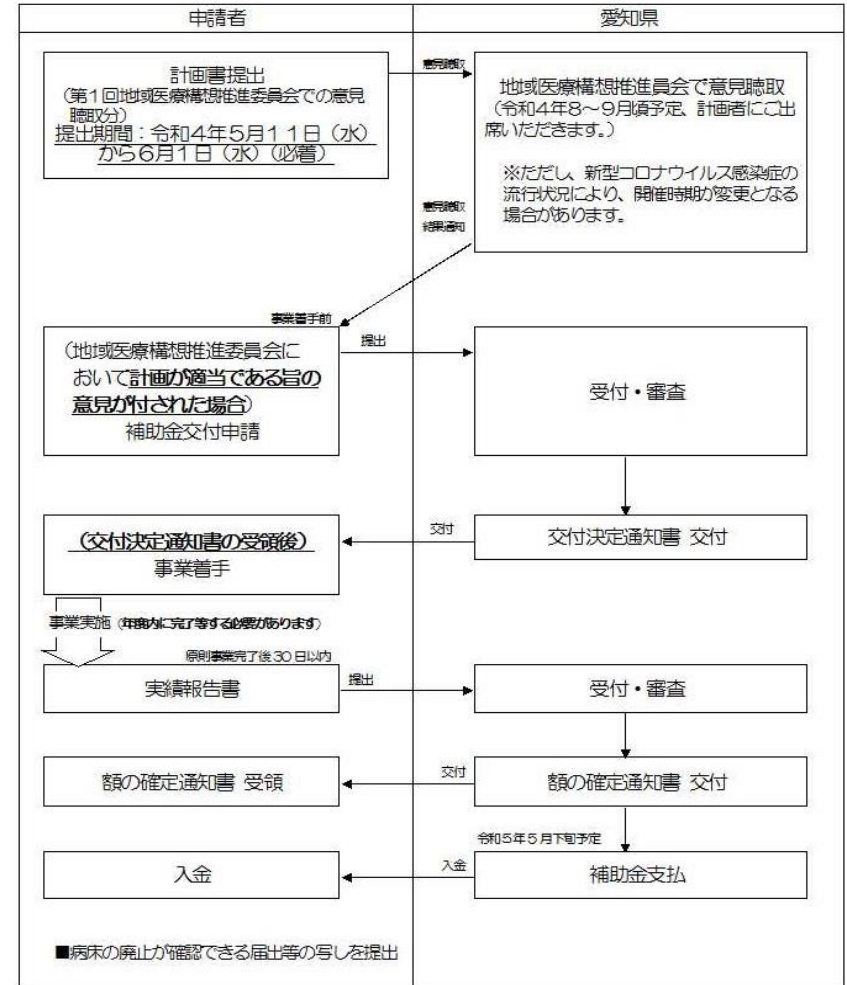 申請者
愛知県
計画書提出
(第1回地域医療構想推進委員会での意見
聴取分)
提出期間:令和4年5月11日(水)
から6月1日(水)(必着)
意見聴取
地域医療構想推進員会で意見聴取
(令和4年8~9月頃予定、計画者にご出
席いただきます。)
※ただし、新型コロナウイルス感染症の
流行状況により、開催時期が変更となる
場合があります。
意見聴取
結果通知
事業着手前
(地域医療構想推進委員会に
おいて計画が適当である旨の
意見が付された場合)
補助金交付申請
提出
受付・審査
交付決定通知書 交付
交付
(交付決定通知書の受領後)
事業着手
事業実施(年度内に完了等する必要があります)
原則事業完了後30日以内
実績報告書
提出
受付・審査
額の確定通知書 交付
交付
額の確定通知書 受領
令和5年5月下旬予定
補助金支払
入金
入金
■病床の廃止が確認できる届出等の写しを提出